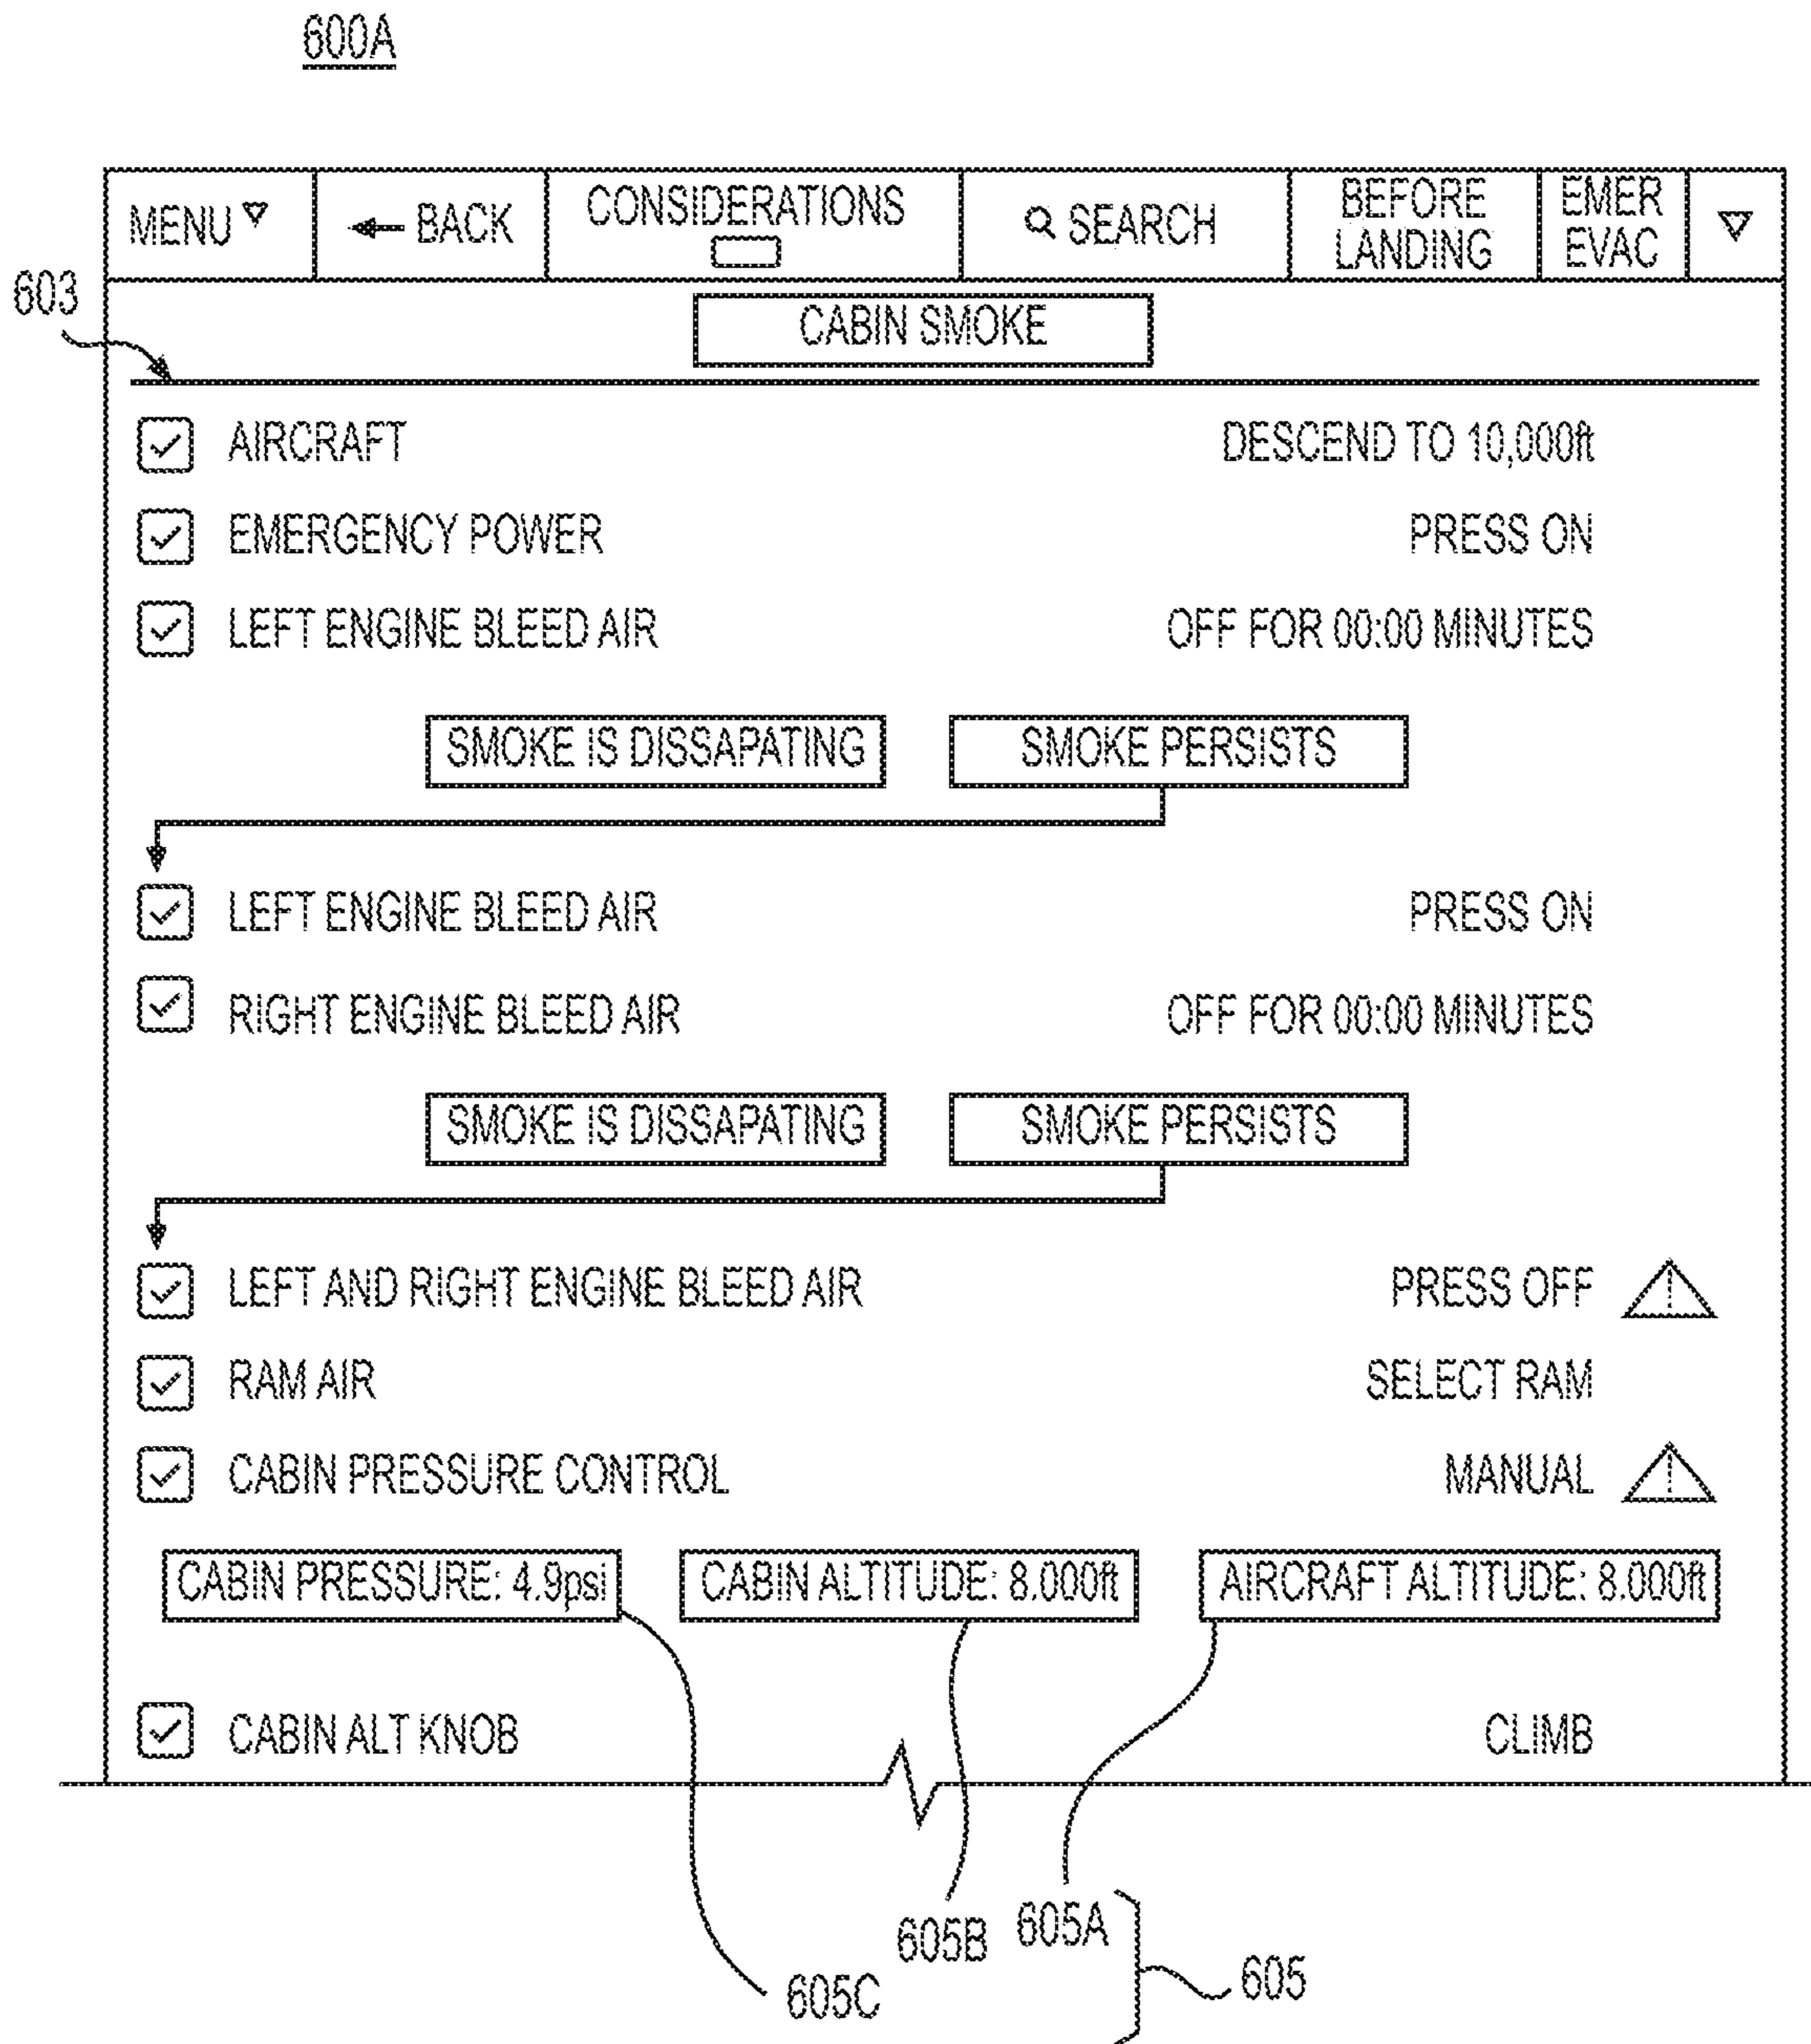 600A
MENU BACK CONSIDERATIONS SEARCH BEFORE LANDING EMER EVAC
603
CABIN SMOKE
AIRCRAFT DESCEND TO 10,000ft
EMERGENCY POWER PRESS ON
LEFT ENGINE BLEED AIR OFF FOR 00:00 MINUTES
SMOKE IS DISSAPATING SMOKE PERSISTS
LEFT ENGINE BLEED AIR PRESS ON
RIGHT ENGINE BLEED AIR OFF FOR 00:00 MINUTES
SMOKE IS DISSAPATING SMOKE PERSISTS
LEFT AND RIGHT ENGINE BLEED AIR PRESS OFF
RAM AIR SELECT RAM
CABIN PRESSURE CONTROL MANUAL
CABIN PRESSURE: 4.9psi CABIN ALTITUDE: 8.000ft AIRCRAFT ALTITUDE: 8.000ft
CABIN ALT KNOB CLIMB
605B 605A
605C 605